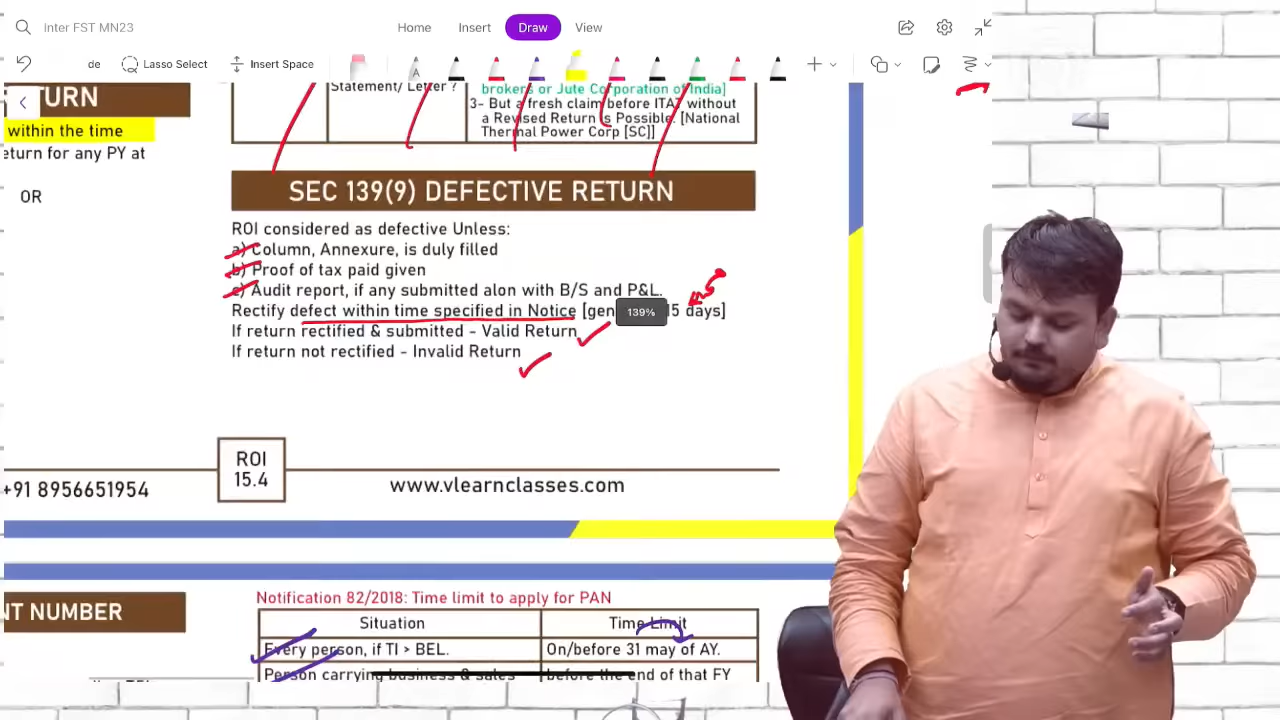 Inter FST MN23
Home
Insert
Draw
View
de
Lasso Select
Insert Space
A
TURN
within the time
eturn for any PY at
OR
Statement/ Letter ?
brokers or Jute Corporation of India]
3- But a fresh claim before ITAT without
a Revised Return is Possible. [National
Thermal Power Corp [SC]]
SEC 139(9) DEFECTIVE RETURN
ROI considered as defective Unless:
a) Column, Annexure, is duly filled
b) Proof of tax paid given
c) Audit report, if any submitted alon with B/S and P&L.
Rectify defect within time specified in Notice [gen 15 days]
139%
If return rectified & submitted - Valid Return
If return not rectified - Invalid Return
ROI
15.4
+91 8956651954
www.vlearnclasses.com
NT NUMBER
Notification 82/2018: Time limit to apply for PAN
Situation
Time Limit
Every person, if TI > BEL.
On/before 31 may of AY.
Person carrying business & sales
before the end of that FY